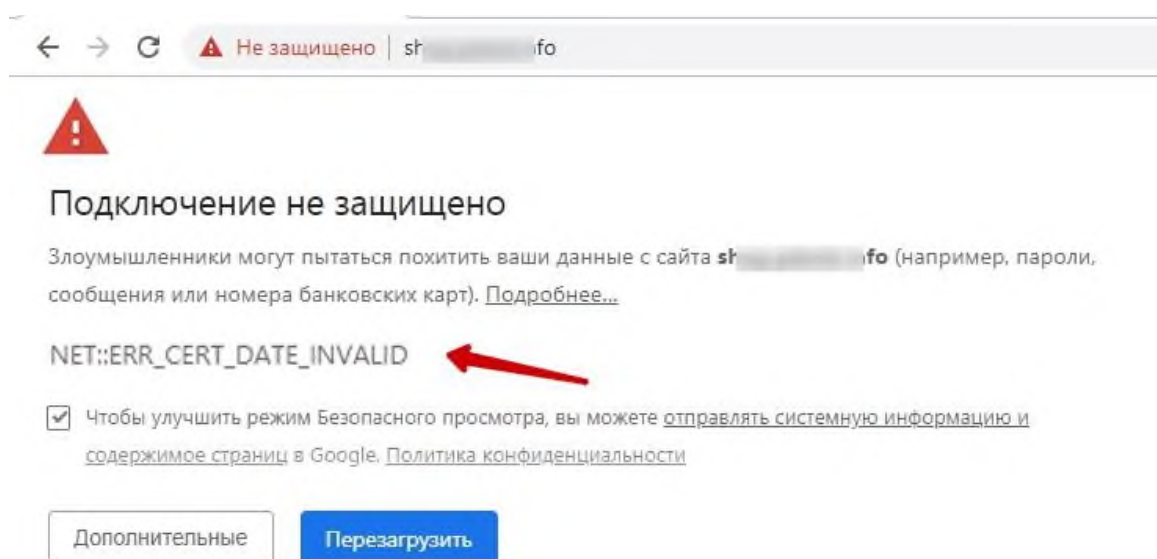 Не защищено | sh fo
Подключение не защищено
Злоумышленники могут пытаться похитить ваши данные с сайта sh fo (например, пароли,
сообщения или номера банковских карт). Подробнее...
NET::ERR_CERT_DATE_INVALID
Чтобы улучшить режим Безопасного просмотра, вы можете отправлять системную информацию и
содержимое страниц в Google. Политика конфиденциальности
Дополнительные
Перезагрузить